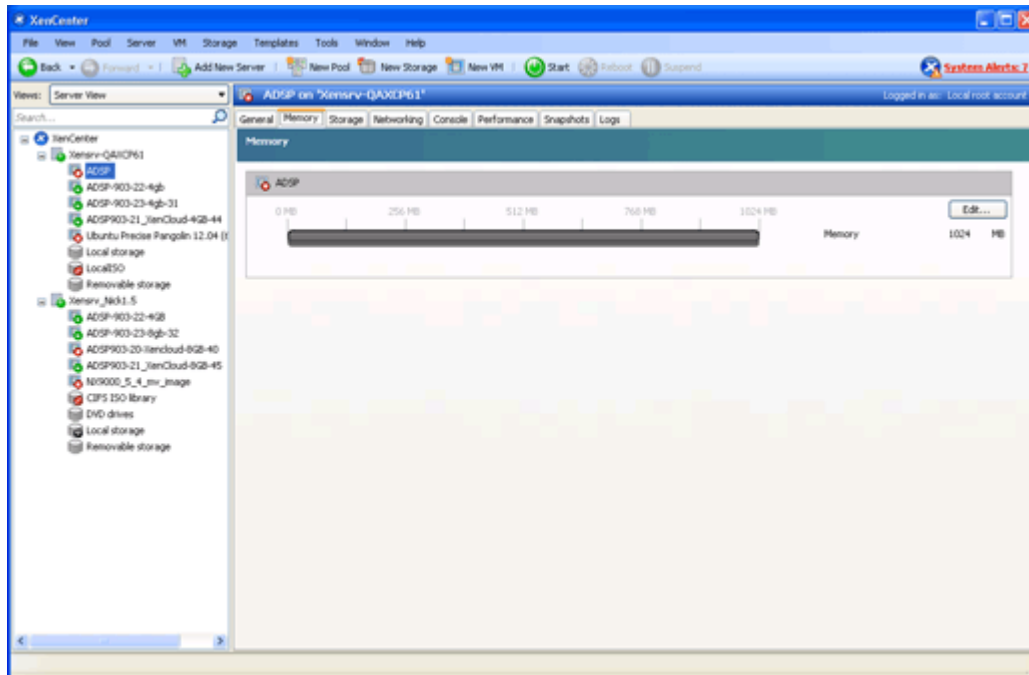 XenCenter
File View Pool Server VM Storage Templates Tools Window Help
Back Forward Add New Server New Pool New Storage New VM Start Reboot Suspend System Alerts: 7
Views: Server View
ADSP on 'Xensrv-QAXCP61' Logged in as: Local root account
Search...
General Memory Storage Networking Console Performance Snapshots Logs
XenCenter
Memory
Xensrv-QAXCP61
ADSP
ADSP-903-22-4gb
ADSP-903-23-4gb-31
ADSP903-21_XenCloud-4GB-44
Ubuntu Precise Pangolin 12.04
Local storage
LocalISO
Removable storage
Xensrv_Nick1.5
ADSP-903-22-4GB
ADSP-903-23-8gb-32
ADSP903-20-Xencloud-8GB-40
ADSP903-21_XenCloud-8GB-45
NX9000_5_4_mv_image
CIFS ISO library
DVD drives
Local storage
Removable storage
ADSP
0 MB 256 MB 512 MB 768 MB 1024 MB
Edit...
Memory 1024 MB